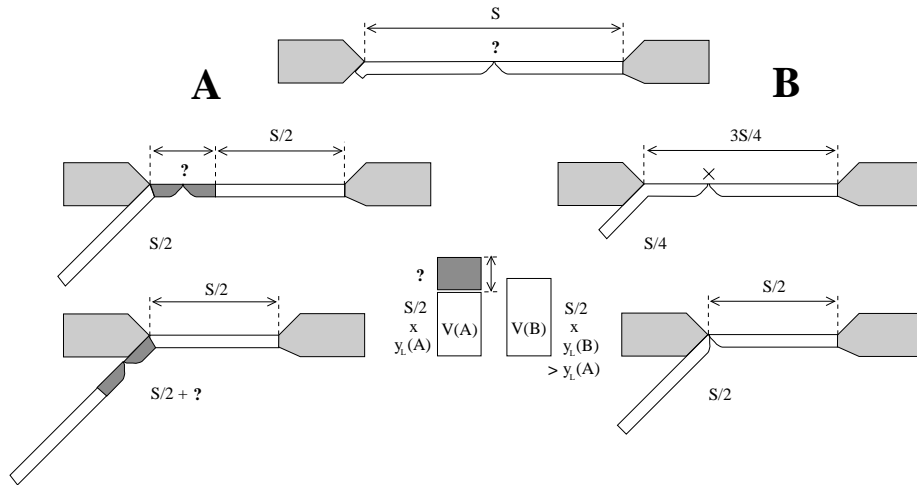 S
?
A
B
S/2
?
S/2
3S/4
×
S/4
?
S/2
x
y_L(A)
V(A)
V(B)
S/2
x
y_L(B)
> y_L(A)
S/2
S/2 + ?
S/2
S/2